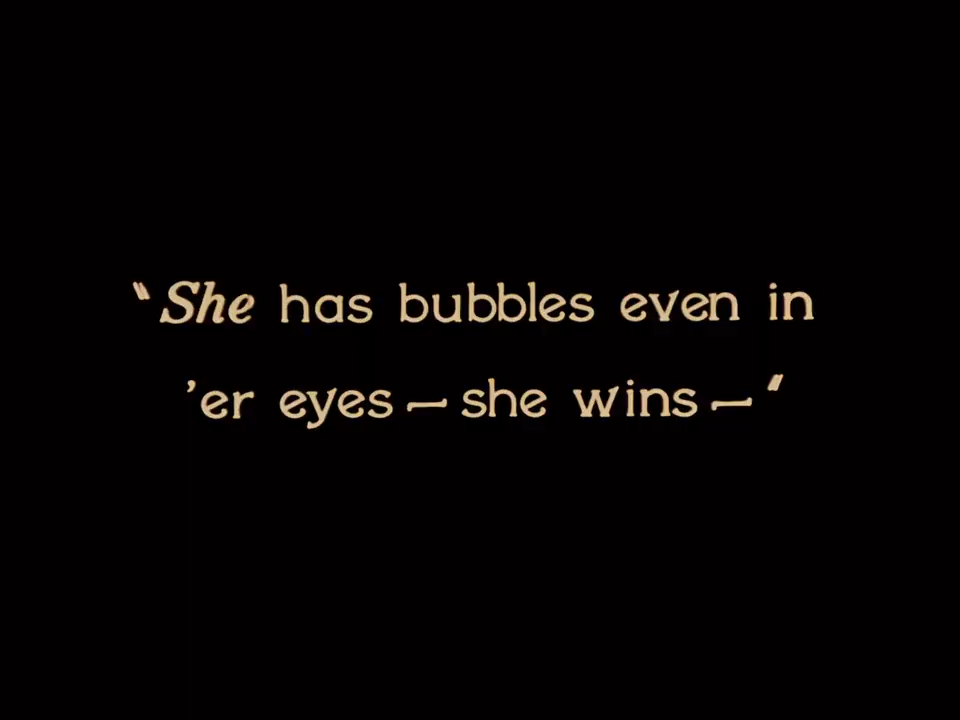 "She has bubbles even in
'er eyes—she wins—"